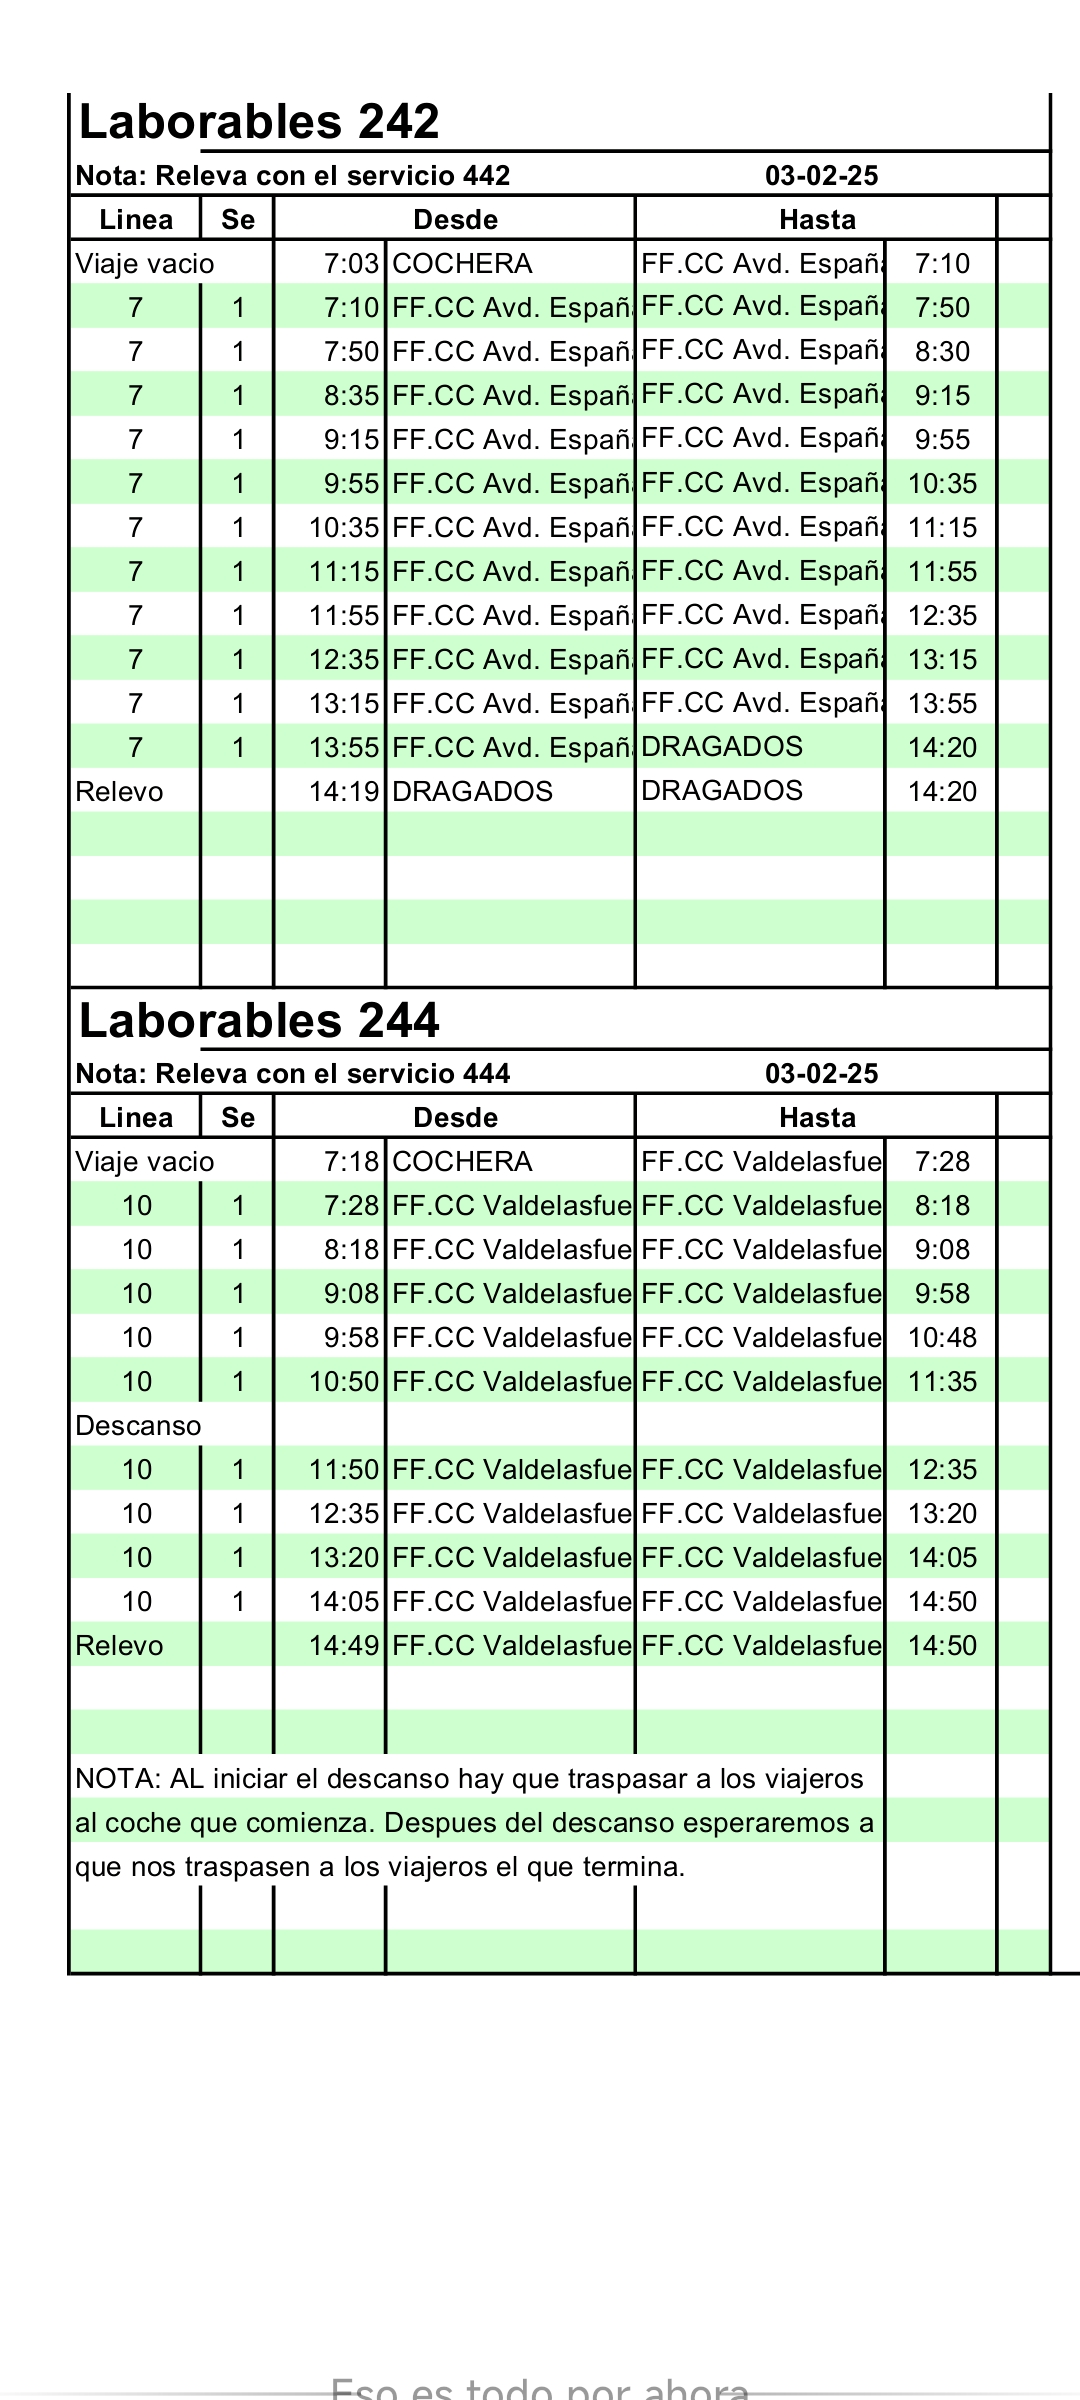 Laborables 242
Nota: Releva con el servicio 442 03-02-25
Linea Se Desde Hasta
Viaje vacio 7:03 COCHERA FF.CC Avd. España 7:10
7 1 7:10 FF.CC Avd. Españ FF.CC Avd. España 7:50
7 1 7:50 FF.CC Avd. Españ FF.CC Avd. España 8:30
7 1 8:35 FF.CC Avd. Españ FF.CC Avd. España 9:15
7 1 9:15 FF.CC Avd. Españ FF.CC Avd. España 9:55
7 1 9:55 FF.CC Avd. Españ FF.CC Avd. España 10:35
7 1 10:35 FF.CC Avd. Españ FF.CC Avd. España 11:15
7 1 11:15 FF.CC Avd. Españ FF.CC Avd. España 11:55
7 1 11:55 FF.CC Avd. Españ FF.CC Avd. España 12:35
7 1 12:35 FF.CC Avd. Españ FF.CC Avd. España 13:15
7 1 13:15 FF.CC Avd. Españ FF.CC Avd. España 13:55
7 1 13:55 FF.CC Avd. Españ DRAGADOS 14:20
Relevo 14:19 DRAGADOS DRAGADOS 14:20
Laborables 244
Nota: Releva con el servicio 444 03-02-25
Linea Se Desde Hasta
Viaje vacio 7:18 COCHERA FF.CC Valdelasfue 7:28
10 1 7:28 FF.CC Valdelasfue FF.CC Valdelasfue 8:18
10 1 8:18 FF.CC Valdelasfue FF.CC Valdelasfue 9:08
10 1 9:08 FF.CC Valdelasfue FF.CC Valdelasfue 9:58
10 1 9:58 FF.CC Valdelasfue FF.CC Valdelasfue 10:48
10 1 10:50 FF.CC Valdelasfue FF.CC Valdelasfue 11:35
Descanso
10 1 11:50 FF.CC Valdelasfue FF.CC Valdelasfue 12:35
10 1 12:35 FF.CC Valdelasfue FF.CC Valdelasfue 13:20
10 1 13:20 FF.CC Valdelasfue FF.CC Valdelasfue 14:05
10 1 14:05 FF.CC Valdelasfue FF.CC Valdelasfue 14:50
Relevo 14:49 FF.CC Valdelasfue FF.CC Valdelasfue 14:50
NOTA: AL iniciar el descanso hay que traspasar a los viajeros
al coche que comienza. Despues del descanso esperaremos a
que nos traspasen a los viajeros el que termina.
Eso es todo por ahora